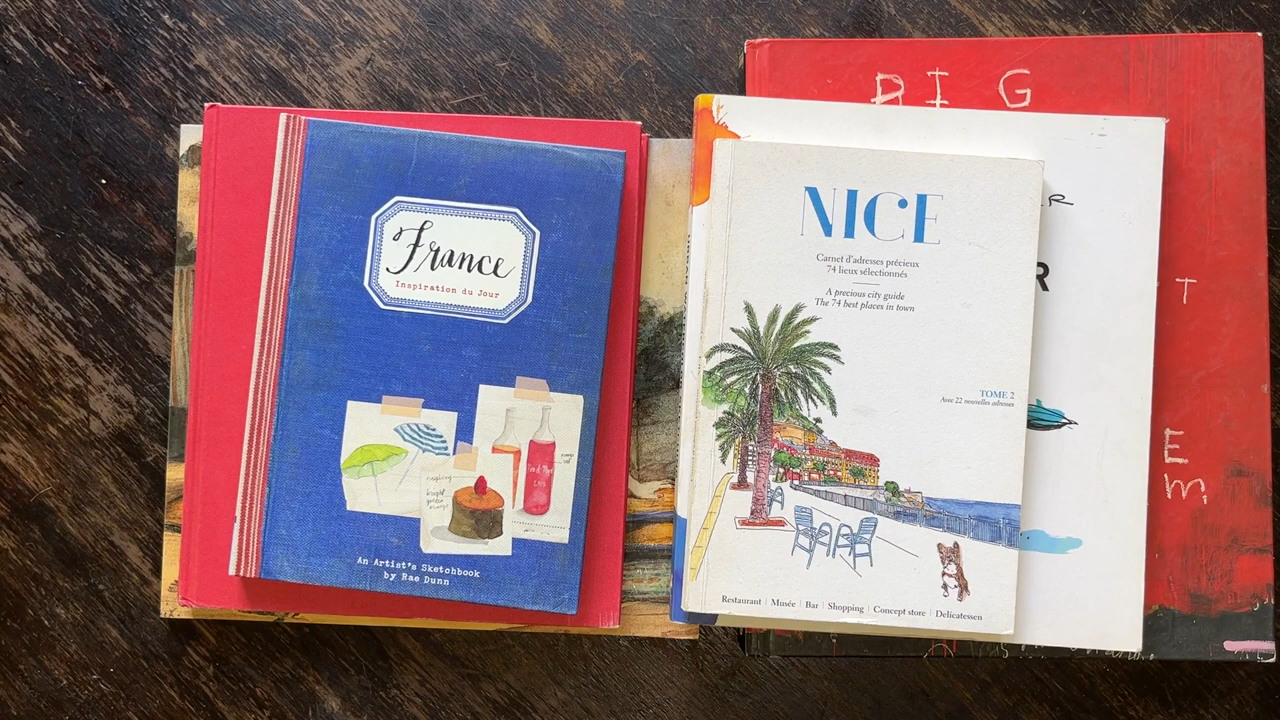 France
Inspiration du Jour
An Artist's Sketchbook
by Rae Dunn
NICE
Carnet d'adresses précieux
74 lieux sélectionnés
A precious city guide
The 74 best places in town
TOME 2
Avec 22 nouvelles adresses
Restaurant | Musée | Bar | Shopping | Concept store | Delicatessen
BIG
R
R
T
E
m